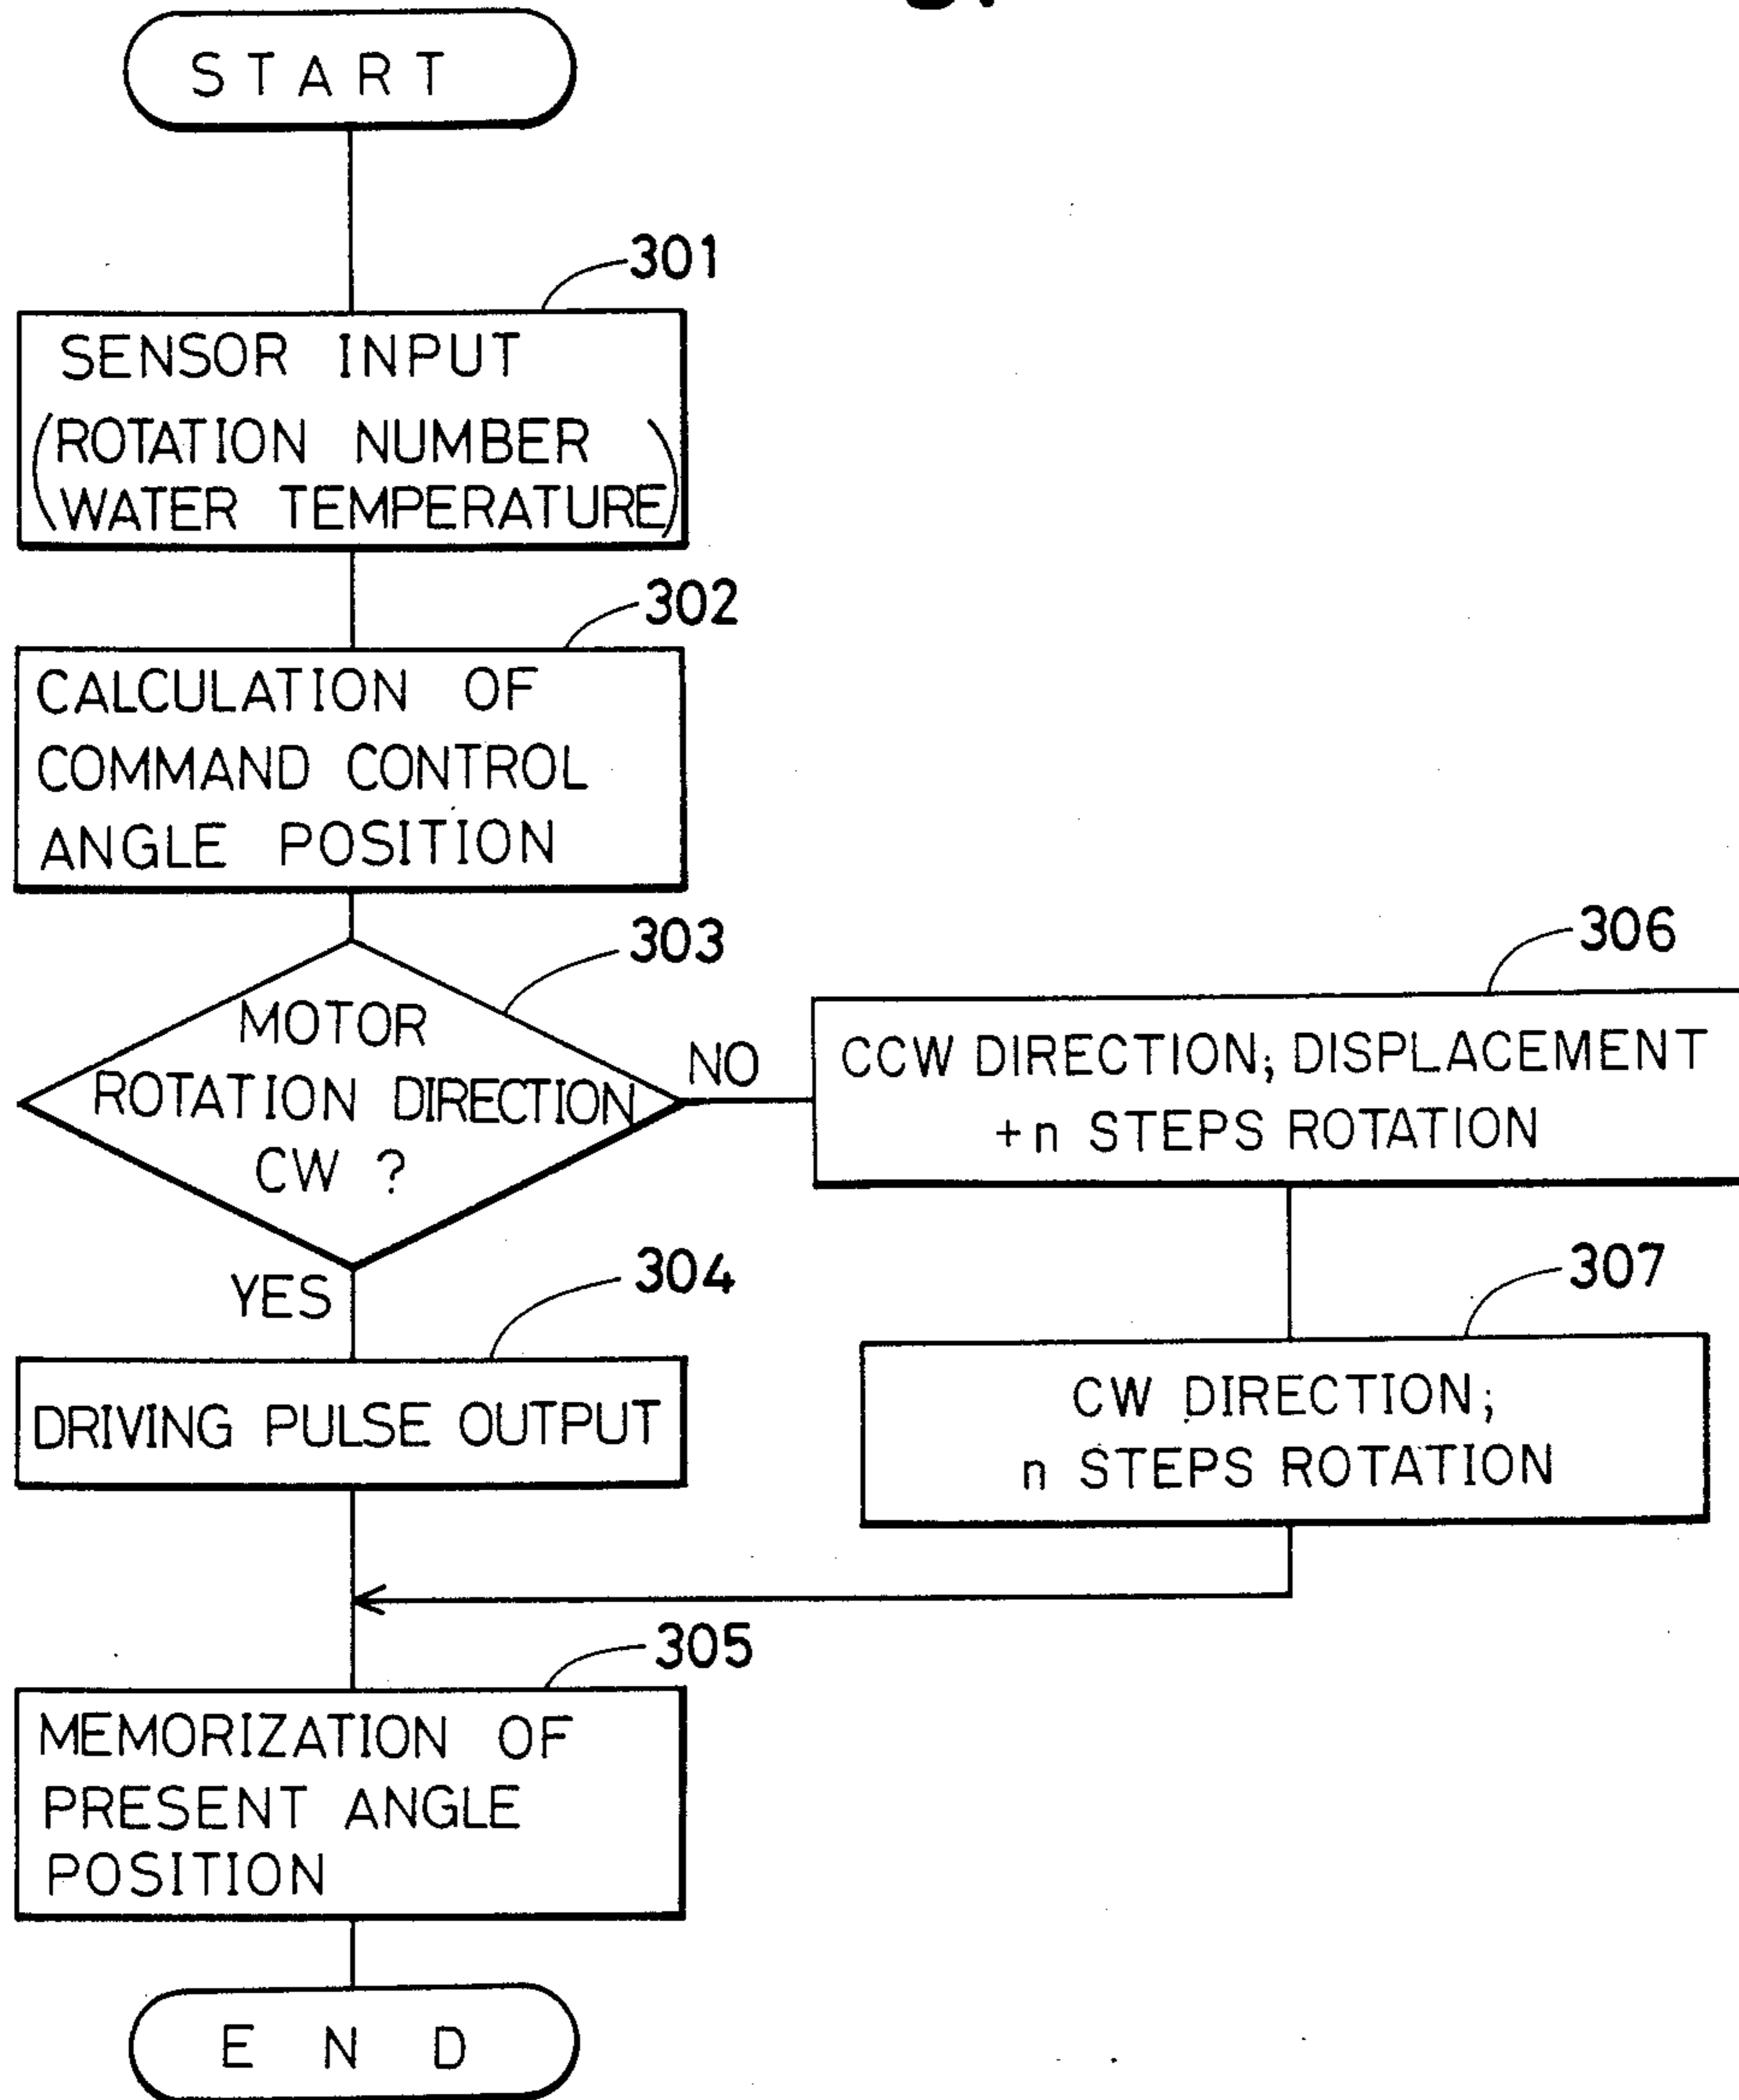 START
301
SENSOR INPUT
(ROTATION NUMBER
WATER TEMPERATURE)
302
CALCULATION OF
COMMAND CONTROL
ANGLE POSITION
303
MOTOR
ROTATION DIRECTION
CW ?
NO
306
CCW DIRECTION; DISPLACEMENT
+n STEPS ROTATION
YES
304
DRIVING PULSE OUTPUT
307
CW DIRECTION;
n STEPS ROTATION
305
MEMORIZATION OF
PRESENT ANGLE
POSITION
END